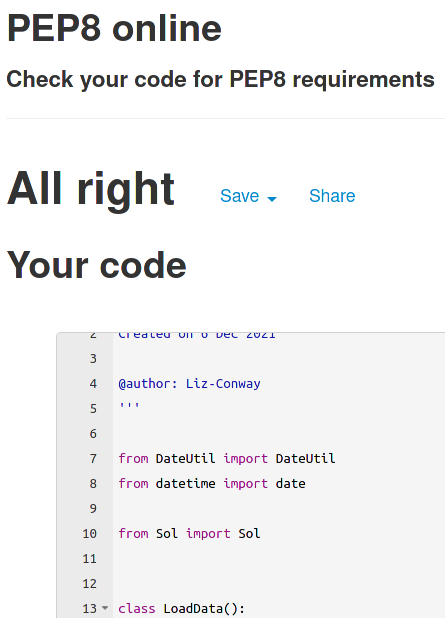 PEP8 online
Check your code for PEP8 requirements
All right Save Share
Your code
2 Created on 6 Dec 2021
3
4 @author: Liz-Conway
5 '''
6
7 from DateUtil import DateUtil
8 from datetime import date
9
10 from Sol import Sol
11
12
13 class LoadData():